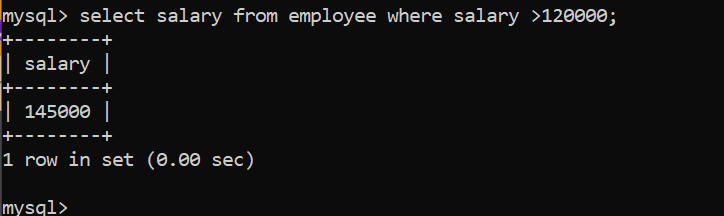 mysql> select salary from employee where salary >120000;
+--------+
| salary |
+--------+
| 145000 |
+--------+
1 row in set (0.00 sec)
mysql>